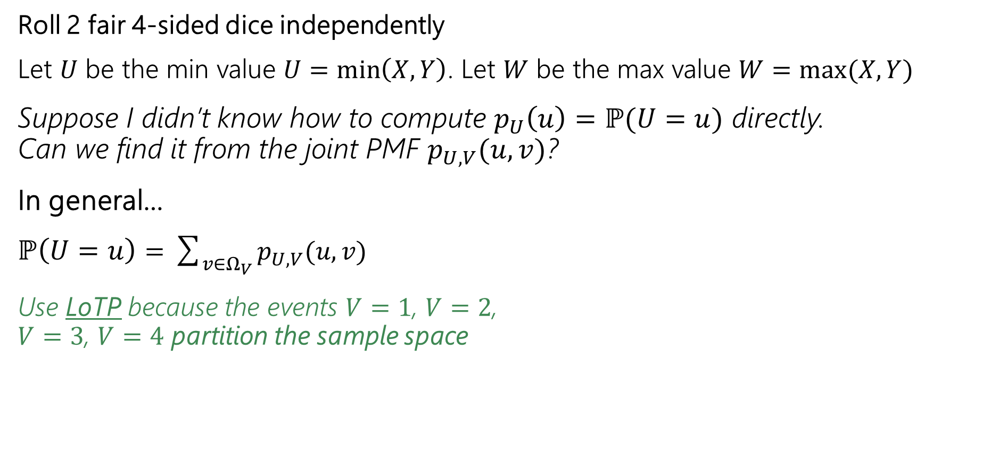 Roll 2 fair 4-sided dice independently
Let U be the min value U = min(X, Y). Let W be the max value W = max(X, Y)
Suppose I didn't know how to compute p_U(u) = ℙ(U = u) directly.
Can we find it from the joint PMF p_{U,V}(u, v)?
In general...
ℙ(U = u) = ∑_{v∈Ω_V} p_{U,V}(u, v)
Use LoTP because the events V = 1, V = 2,
V = 3, V = 4 partition the sample space